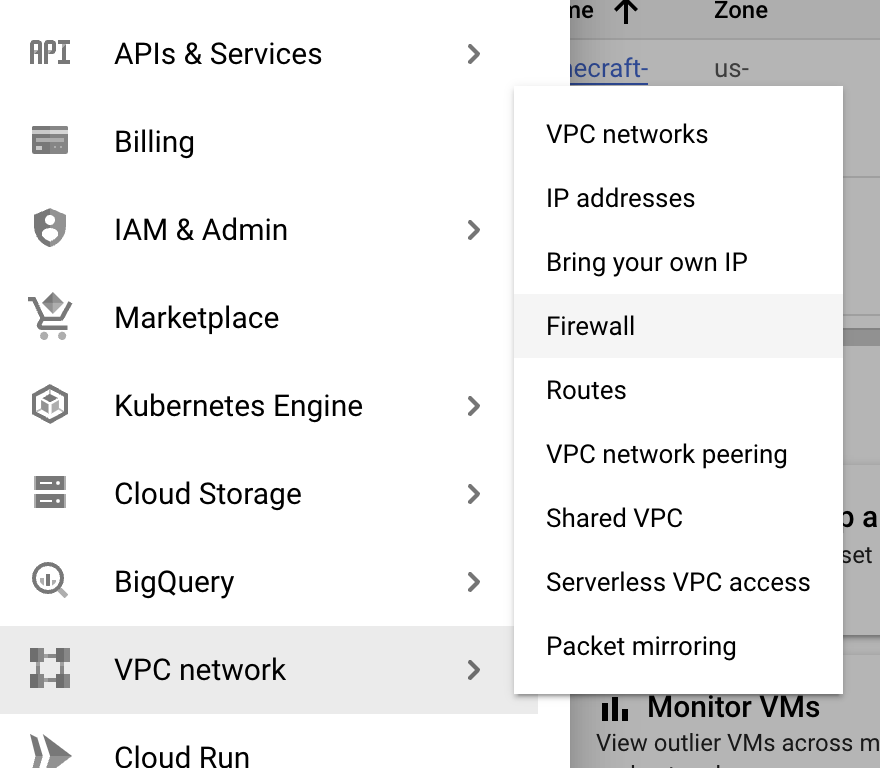 API
APIs & Services
Billing
IAM & Admin
Marketplace
Kubernetes Engine
Cloud Storage
BigQuery
VPC network
Cloud Run
me
Zone
necraft-
us-
VPC networks
IP addresses
Bring your own IP
Firewall
Routes
VPC network peering
Shared VPC
Serverless VPC access
Packet mirroring
set
Monitor VMs
View outlier VMs across m